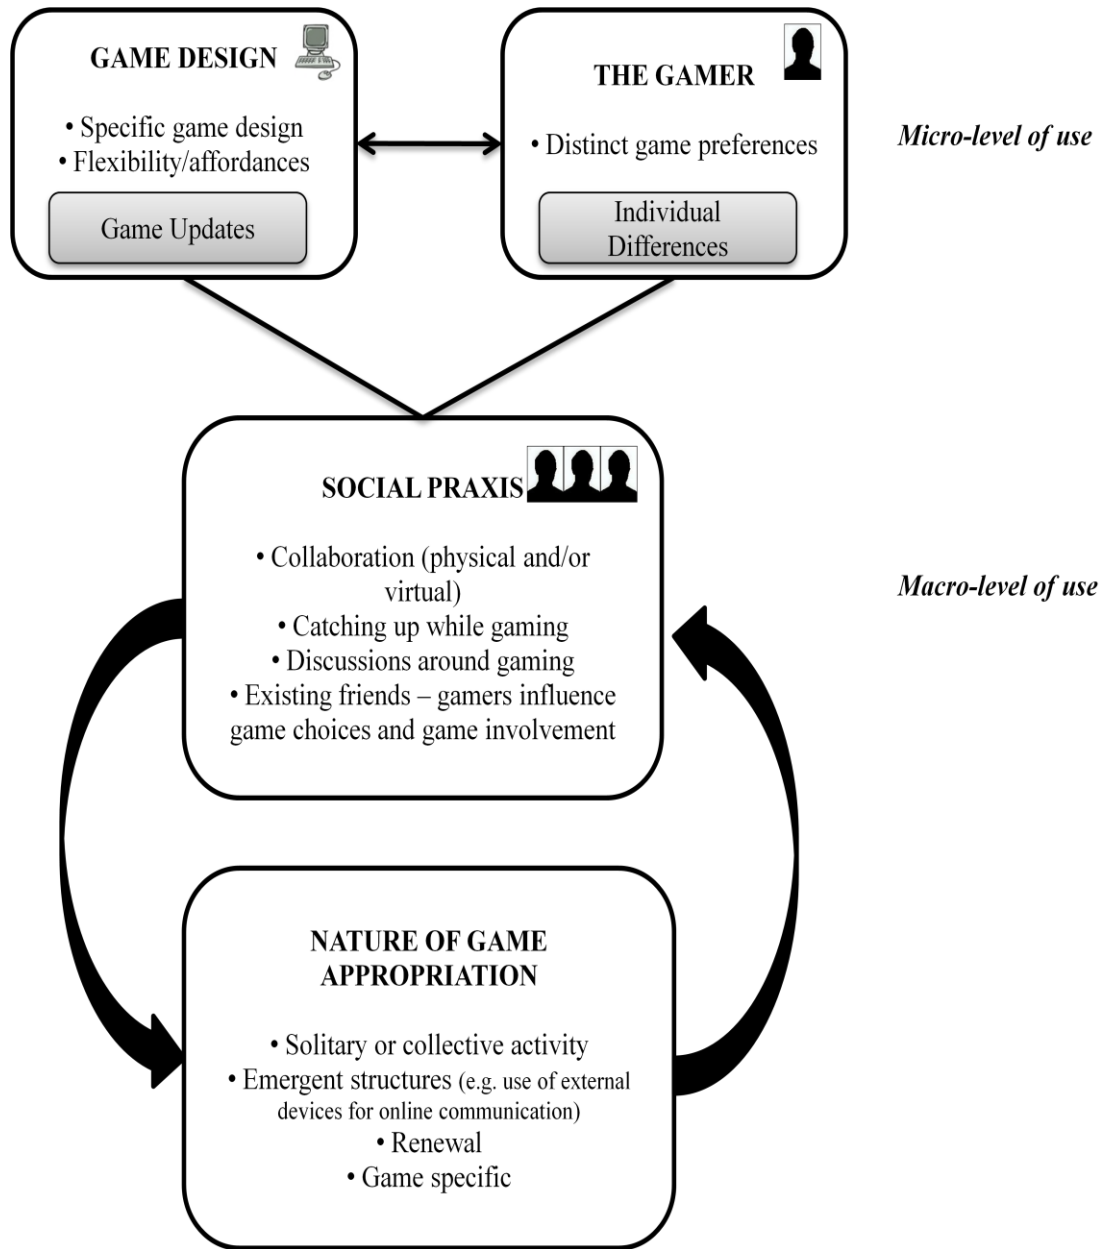 GAME DESIGN
• Specific game design
• Flexibility/affordances
Game Updates
THE GAMER
• Distinct game preferences
Individual
Differences
Micro-level of use
SOCIAL PRAXIS
• Collaboration (physical and/or
virtual)
• Catching up while gaming
• Discussions around gaming
• Existing friends – gamers influence
game choices and game involvement
Macro-level of use
NATURE OF GAME
APPROPRIATION
• Solitary or collective activity
• Emergent structures (e.g. use of external
devices for online communication)
• Renewal
• Game specific